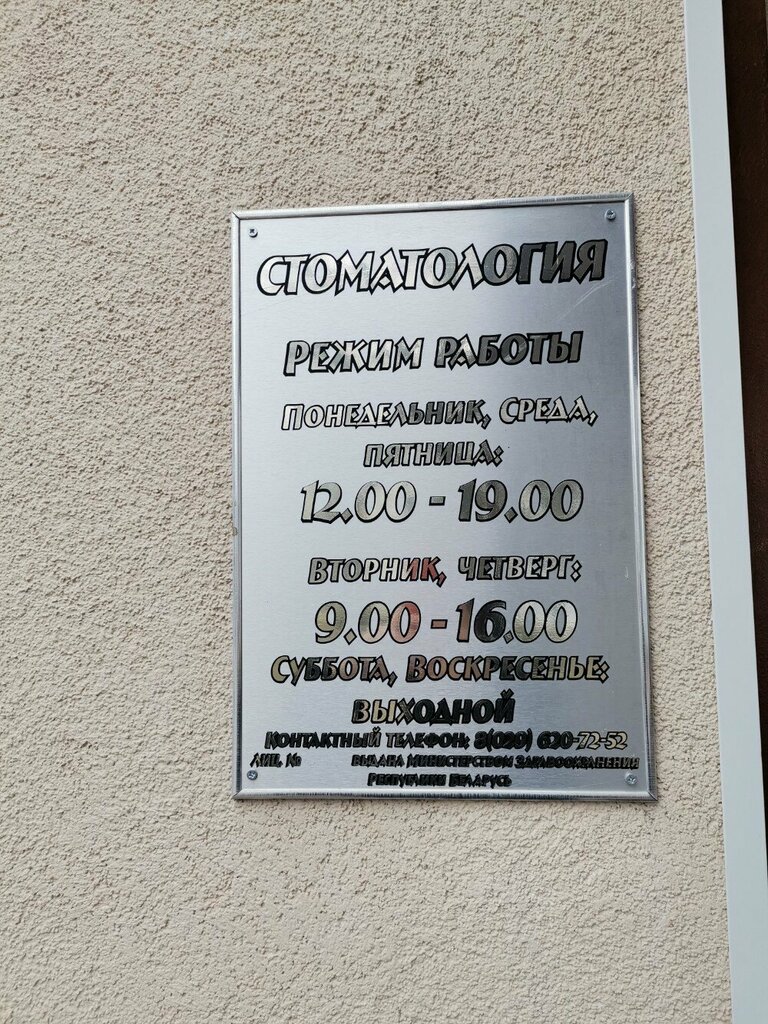 СТОМАТОЛОГИЯ
РЕЖИМ РАБОТЫ
ПОНЕДЕЛЬНИК, СРЕДА,
ПЯТНИЦА:
12.00 - 19.00
ВТОРНИК, ЧЕТВЕРГ:
9.00 - 16.00
СУББОТА, ВОСКРЕСЕНЬЕ:
ВЫХОДНОЙ
КОНТАКТНЫЙ ТЕЛЕФОН: 8(029) 620-72-52
ЛИЦ. № ВЫДАНА МИНИСТЕРСТВОМ ЗДРАВООХРАНЕНИЯ
РЕСПУБЛИКИ БЕЛАРУСЬ